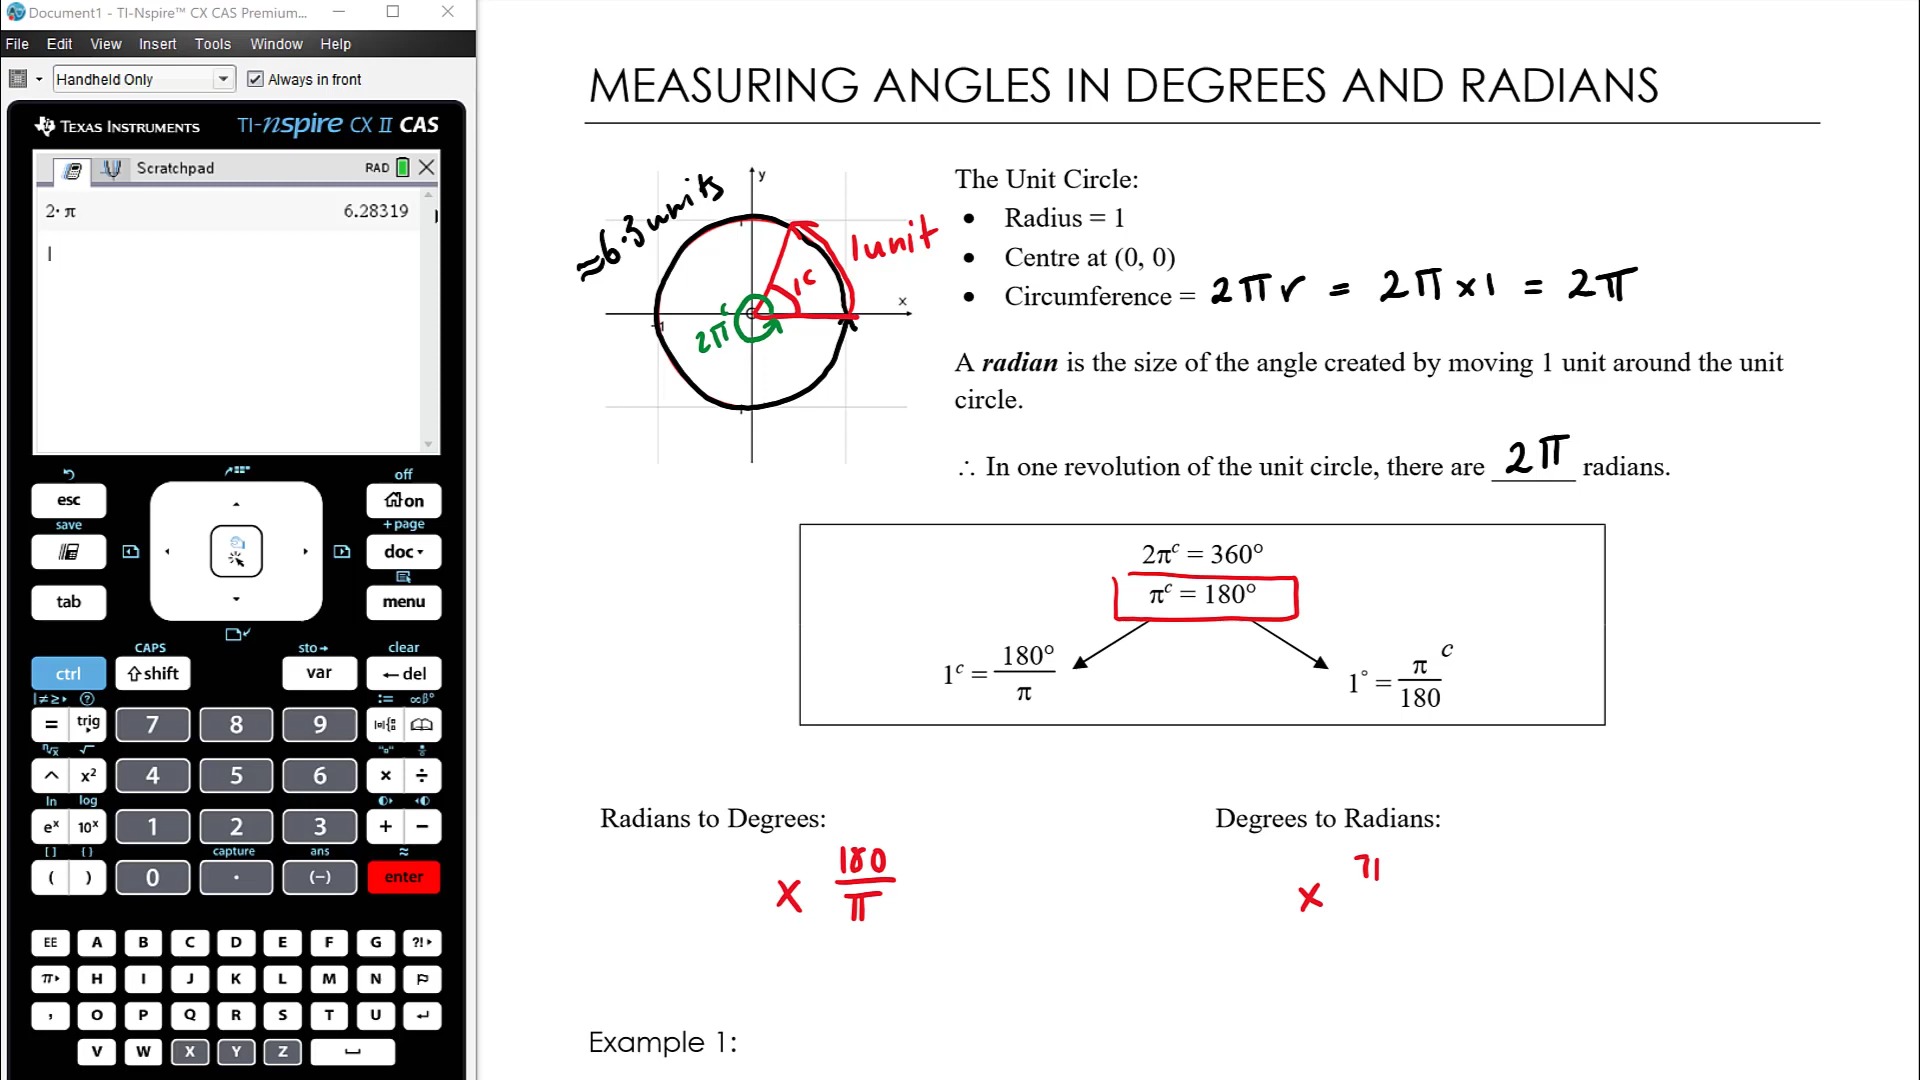 Document1 - TI-Nspire™ CX CAS Premium...
File Edit View Insert Tools Window Help
Handheld Only Always in front
TEXAS INSTRUMENTS TI-nspire CX II CAS
Scratchpad RAD
2·π 6.28319
off
esc on
save + page
doc
tab menu
CAPS sto→ clear
ctrl ⇧shift var ←del
|≠≥▸ ? := ∞β°
= trig 7 8 9
ⁿ√x √ "□"
^ x² 4 5 6 × ÷
ln log
eˣ 10ˣ 1 2 3 + −
[ ] { } capture ans ≈
( ) 0 . (−) enter
EE A B C D E F G ?!▸
π▸ H I J K L M N
, O P Q R S T U ↵
V W X Y Z
MEASURING ANGLES IN DEGREES AND RADIANS
≈6.3 units
y
1 unit
1ᶜ
x
2πᶜ
-1
The Unit Circle:
• Radius = 1
• Centre at (0, 0)
• Circumference = 2πr = 2π×1 = 2π
A radian is the size of the angle created by moving 1 unit around the unit
circle.
∴ In one revolution of the unit circle, there are 2π radians.
2πᶜ = 360°
πᶜ = 180°
1ᶜ = 180°/π
1° = π/180 ᶜ
Radians to Degrees:
× 180/π
Degrees to Radians:
× π
Example 1: